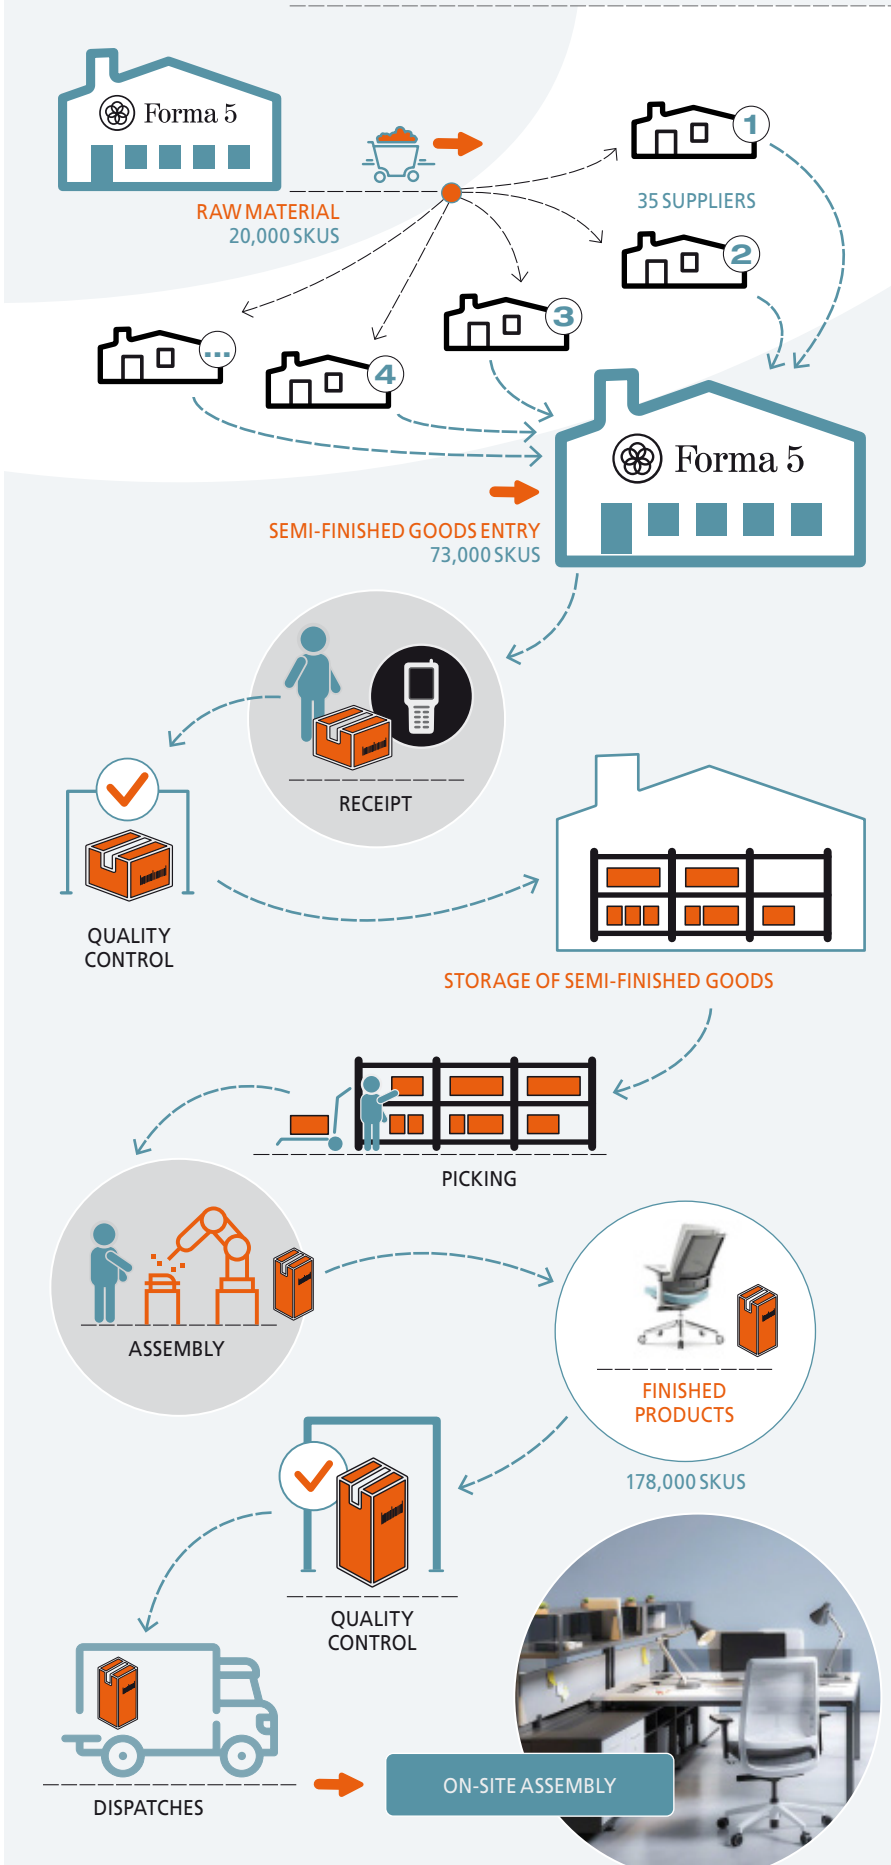 Forma 5
RAW MATERIAL
20,000 SKUS
1
35 SUPPLIERS
2
3
...
4
Forma 5
SEMI-FINISHED GOODS ENTRY
73,000 SKUS
RECEIPT
QUALITY
CONTROL
STORAGE OF SEMI-FINISHED GOODS
PICKING
ASSEMBLY
FINISHED
PRODUCTS
178,000 SKUS
QUALITY
CONTROL
DISPATCHES
ON-SITE ASSEMBLY